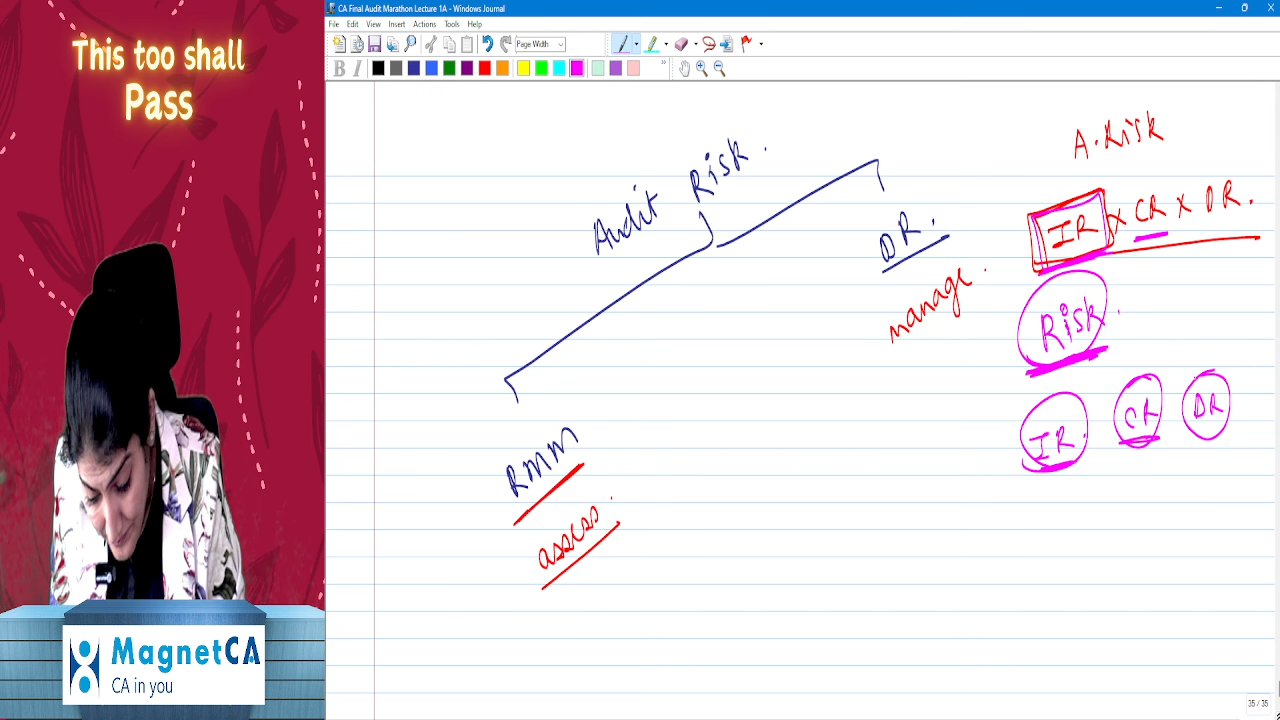 This too shall
Pass
MagnetCA
CA in you
CA Final Audit Marathon Lecture 1A - Windows Journal
File Edit View Insert Actions Tools Help
Page Width
B I
Audit Risk.
DR.
manage.
RMM
assess.
A. Risk
IR x CR x DR.
Risk.
IR. CR DR
35 / 35